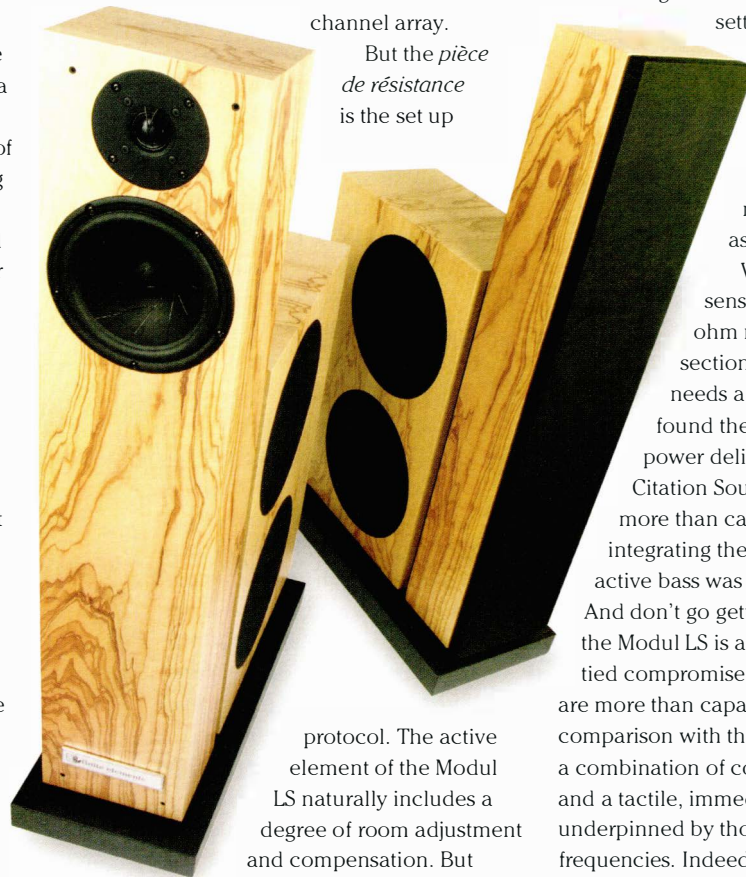 a
of
channel array.
But the pièce
de résistance
is the set up
finite elemente
protocol. The active
element of the Modul
LS naturally includes a
degree of room adjustment
and compensation. But
sett
as
sens
ohm
section
needs a
found the
power deli
Citation Sou
more than ca
integrating the
active bass was
And don't go get
the Modul LS is a
tied compromise
are more than capa
comparison with th
a combination of co
and a tactile, immed
underpinned by tho
frequencies. Indeed